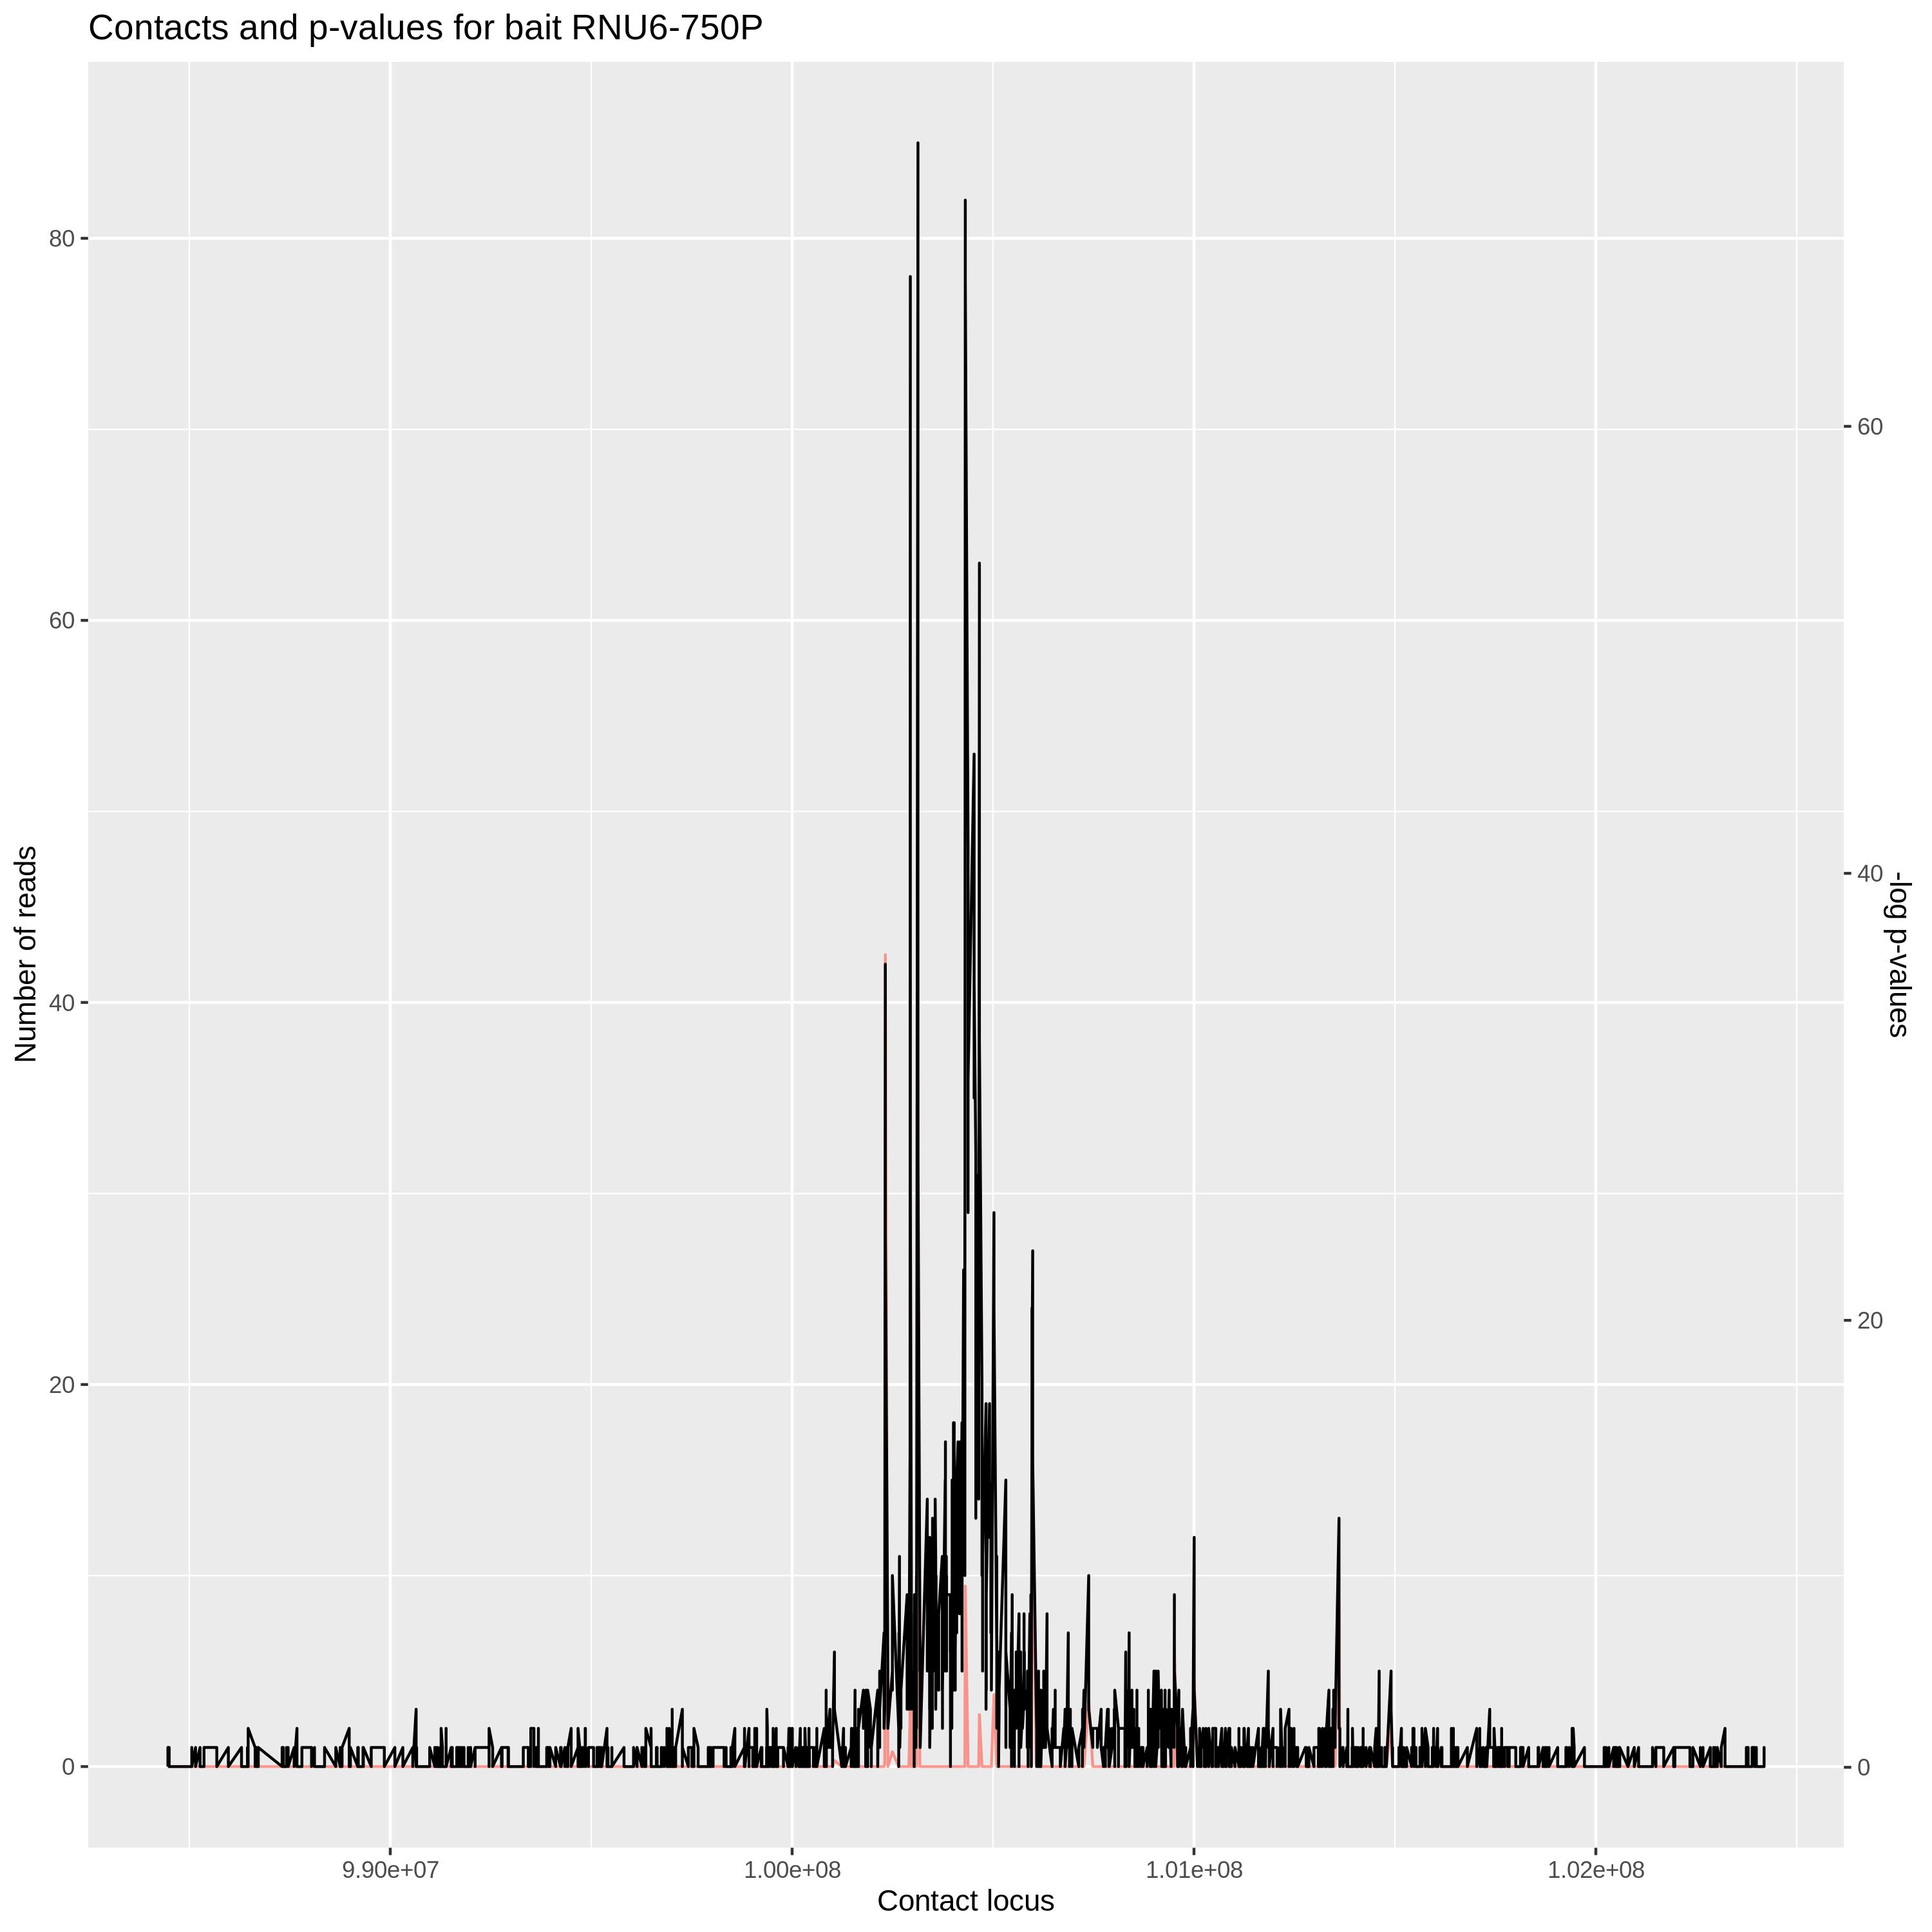 Contacts and p-values for bait RNU6-750P
80
60
40
20
0
Number of reads
60
40
20
0
-log p-values
9.90e+07
1.00e+08
1.01e+08
1.02e+08
Contact locus